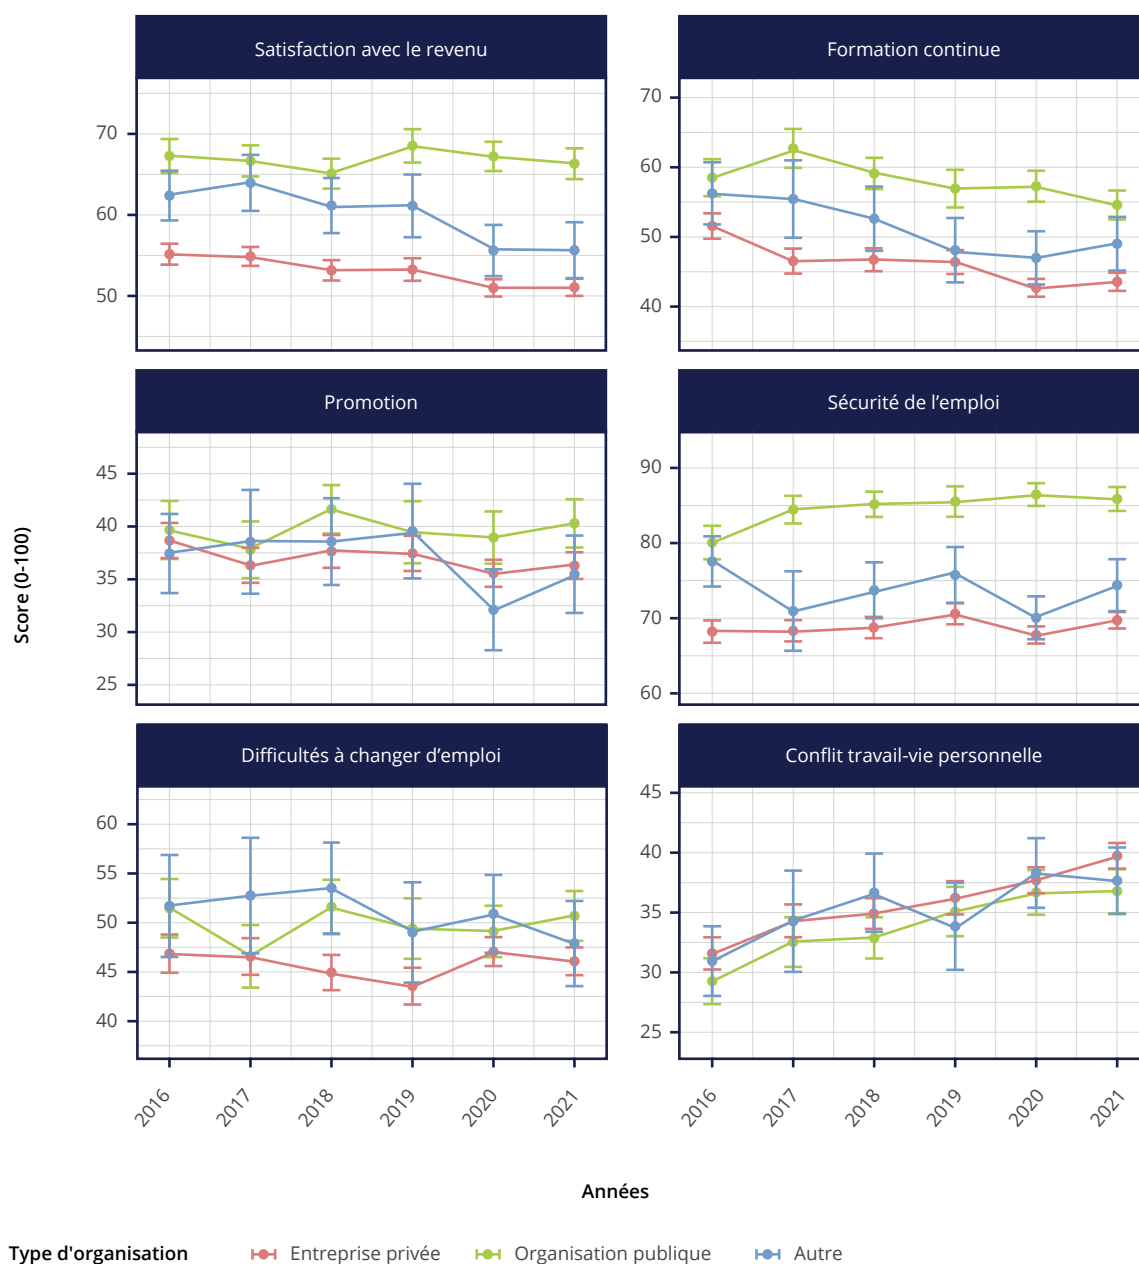 Satisfaction avec le revenu
Formation continue
70
60
50
70
60
50
40
Promotion
Sécurité de l'emploi
45
40
35
30
25
90
80
70
60
Score (0-100)
Difficultés à changer d'emploi
Conflit travail-vie personnelle
60
55
50
45
40
45
40
35
30
25
2016 2017 2018 2019 2020 2021
2016 2017 2018 2019 2020 2021
Années
Type d'organisation Entreprise privée Organisation publique Autre